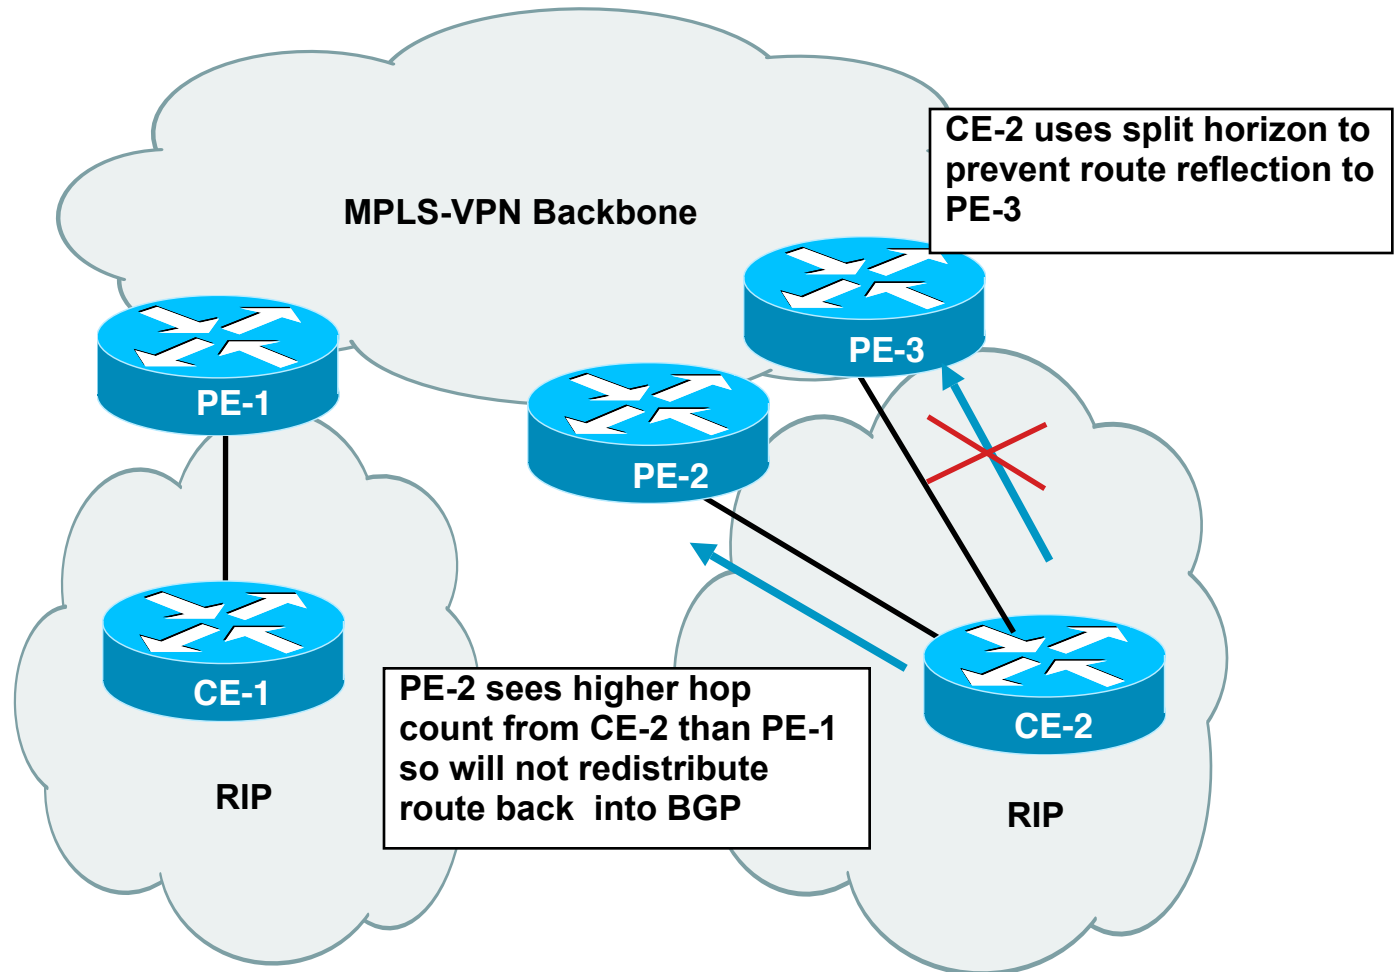 CE-2 uses split horizon to
prevent route reflection to
PE-3
MPLS-VPN Backbone
PE-3
PE-1
PE-2
CE-1
PE-2 sees higher hop
count from CE-2 than PE-1
so will not redistribute
route back  into BGP
CE-2
RIP
RIP